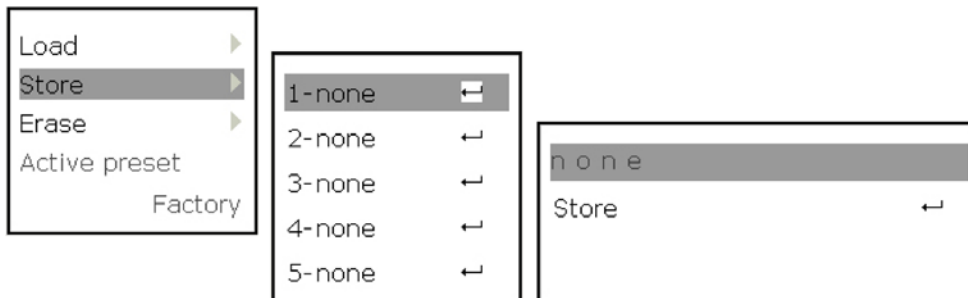 Load
Store
Erase
Active preset
Factory
1-none
2-none
3-none
4-none
5-none
none
Store